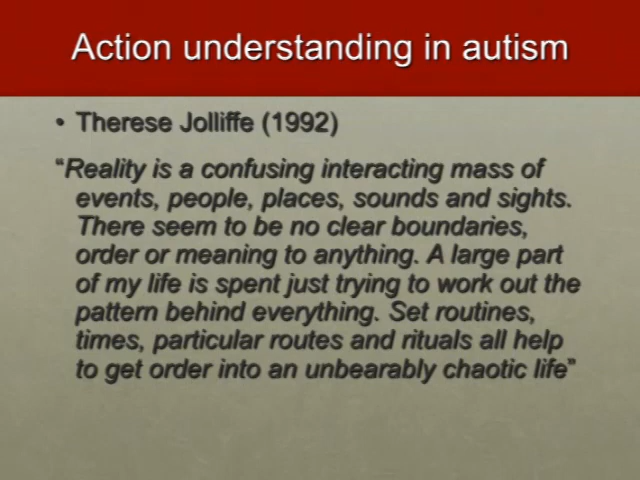 Action understanding in autism
• Therese Jolliffe (1992)
“Reality is a confusing interacting mass of
events, people, places, sounds and sights.
There seem to be no clear boundaries,
order or meaning to anything. A large part
of my life is spent just trying to work out the
pattern behind everything. Set routines,
times, particular routes and rituals all help
to get order into an unbearably chaotic life”